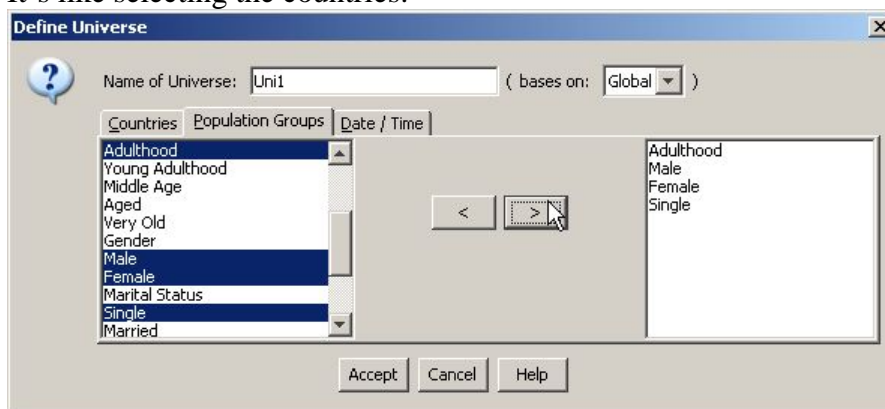 It's like selecting the countries.
Define Universe
Name of Universe: Uni1 ( bases on: Global )
Countries Population Groups Date / Time
Adulthood
Young Adulthood
Middle Age
Aged
Very Old
Gender
Male
Female
Marital Status
Single
Married
< >
Adulthood
Male
Female
Single
Accept Cancel Help